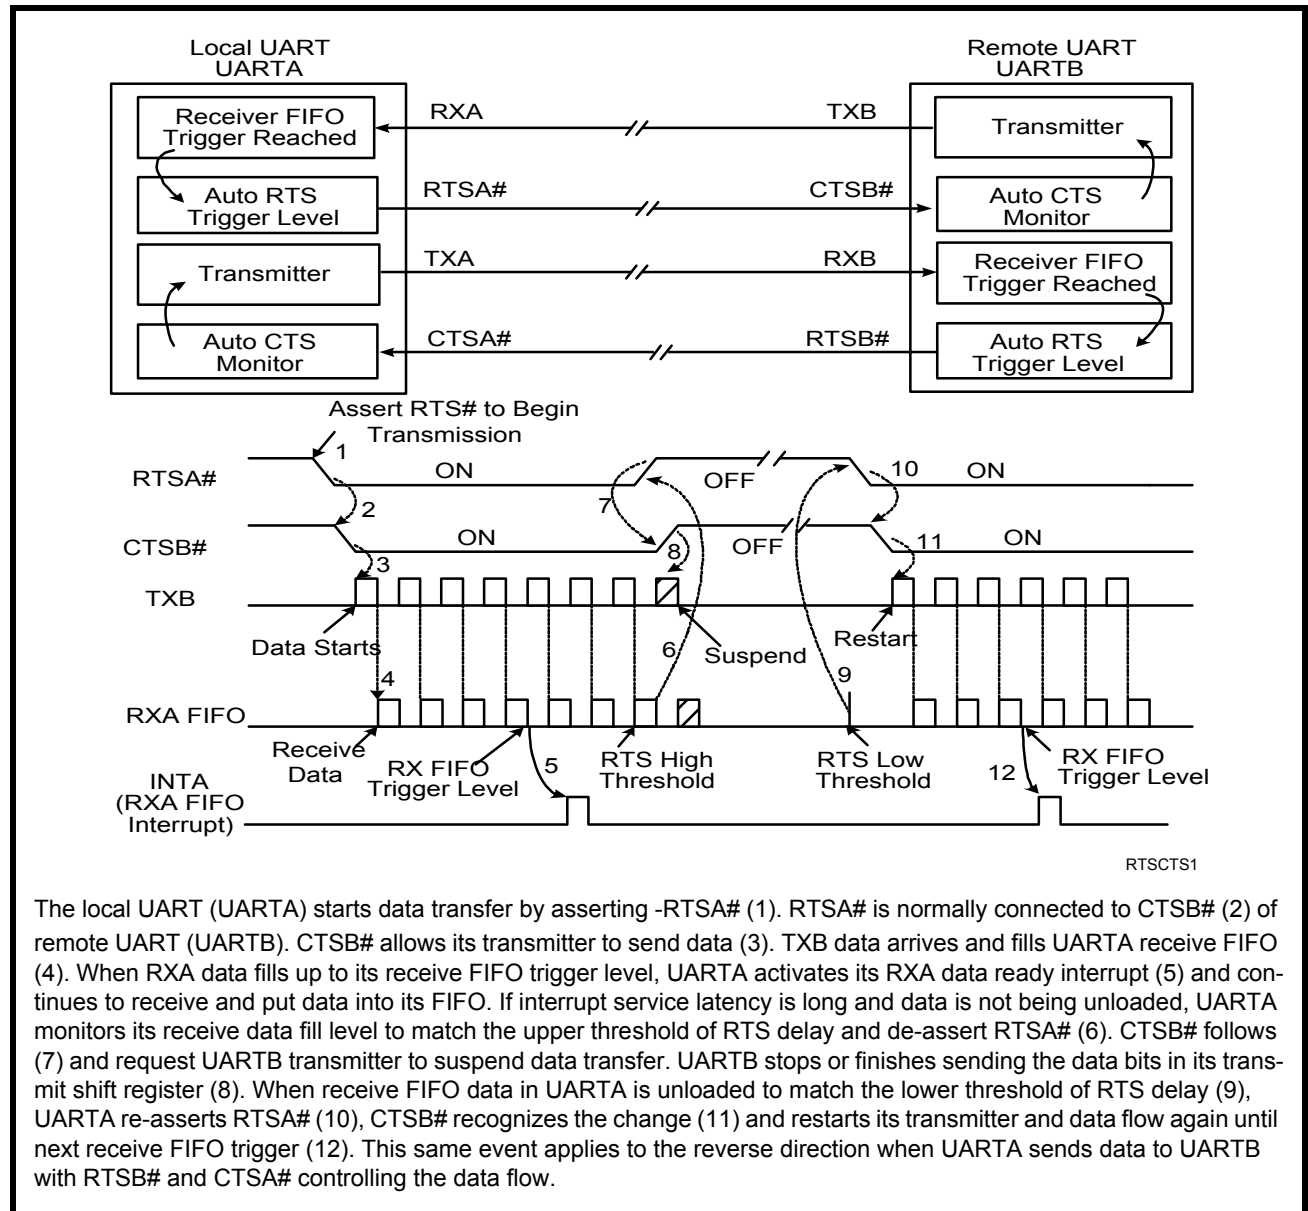 Local UART
UARTA
Remote UART
UARTB
Receiver FIFO
Trigger Reached
RXA
TXB
Transmitter
Auto RTS
Trigger Level
RTSA#
CTSB#
Auto CTS
Monitor
Transmitter
TXA
RXB
Receiver FIFO
Trigger Reached
Auto CTS
Monitor
CTSA#
RTSB#
Auto RTS
Trigger Level
Assert RTS# to Begin
Transmission
RTSA#
1
ON
7
OFF
10
ON
2
CTSB#
ON
8
OFF
11
ON
3
TXB
Data Starts
6
Suspend
Restart
4
9
RXA FIFO
Receive
Data
RX FIFO
Trigger Level
5
RTS High
Threshold
RTS Low
Threshold
12
RX FIFO
Trigger Level
INTA
(RXA FIFO
Interrupt)
RTSCTS1
The local UART (UARTA) starts data transfer by asserting -RTSA# (1). RTSA# is normally connected to CTSB# (2) of
remote UART (UARTB). CTSB# allows its transmitter to send data (3). TXB data arrives and fills UARTA receive FIFO
(4). When RXA data fills up to its receive FIFO trigger level, UARTA activates its RXA data ready interrupt (5) and con-
tinues to receive and put data into its FIFO. If interrupt service latency is long and data is not being unloaded, UARTA
monitors its receive data fill level to match the upper threshold of RTS delay and de-assert RTSA# (6). CTSB# follows
(7) and request UARTB transmitter to suspend data transfer. UARTB stops or finishes sending the data bits in its trans-
mit shift register (8). When receive FIFO data in UARTA is unloaded to match the lower threshold of RTS delay (9),
UARTA re-asserts RTSA# (10), CTSB# recognizes the change (11) and restarts its transmitter and data flow again until
next receive FIFO trigger (12). This same event applies to the reverse direction when UARTA sends data to UARTB
with RTSB# and CTSA# controlling the data flow.